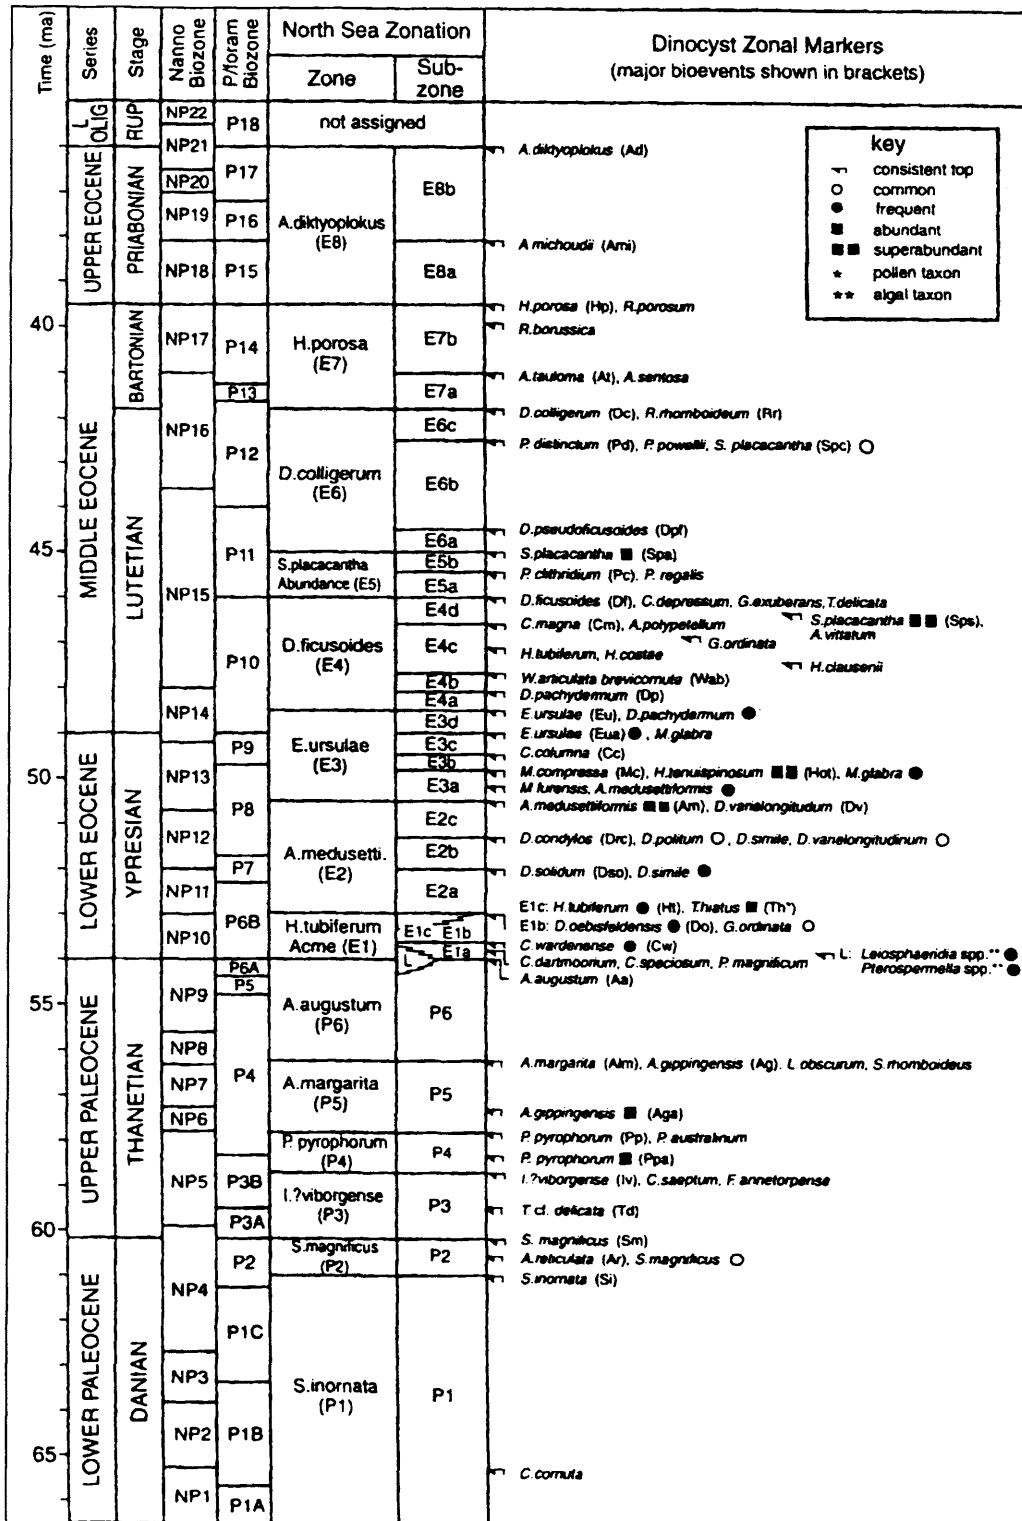 Time (ma)
Series
Stage
Nanno Biozone
P/foram Biozone
North Sea Zonation
Zone
Sub-zone
Dinocyst Zonal Markers
(major bioevents shown in brackets)
key
consistent top
common
frequent
abundant
superabundant
* pollen taxon
** algal taxon
40
45
50
55
60
65
L OLIG
UPPER EOCENE
MIDDLE EOCENE
LOWER EOCENE
UPPER PALEOCENE
LOWER PALEOCENE
RUP
PRIABONIAN
BARTONIAN
LUTETIAN
YPRESIAN
THANETIAN
DANIAN
NP22
NP21
NP20
NP19
NP18
NP17
NP16
NP15
NP14
NP13
NP12
NP11
NP10
NP9
NP8
NP7
NP6
NP5
NP4
NP3
NP2
NP1
P18
P17
P16
P15
P14
P13
P12
P11
P10
P9
P8
P7
P6B
P6A
P5
P4
P3B
P3A
P2
P1C
P1B
P1A
not assigned
A.diktyoplokus
(E8)
H.porosa
(E7)
D.colligerum
(E6)
S.placacantha
Abundance (E5)
D.ficusoides
(E4)
E.ursulae
(E3)
A.medusetti.
(E2)
H.tubiferum
Acme (E1)
A.augustum
(P6)
A.margarita
(P5)
P. pyrophorum
(P4)
I.?viborgense
(P3)
S.magnificus
(P2)
S.inornata
(P1)
E8b
E8a
E7b
E7a
E6c
E6b
E6a
E5b
E5a
E4d
E4c
E4b
E4a
E3d
E3c
E3b
E3a
E2c
E2b
E2a
E1c E1b
E1a
L
P6
P5
P4
P3
P2
P1
A.diktyoplokus (Ad)
A.michoudii (Ami)
H.porosa (Hp), R.porosum
R.borussica
A.tauloma (At), A.sentosa
D.colligerum (Dc), R.rhomboideum (Rr)
P.distinctum (Pd), P.powellii, S. placacantha (Spc)
D.pseudoficusoides (Dpf)
S.placacantha (Spa)
P.clithridium (Pc). P. regalis
D.ficusoides (Df), C.depressum, G.exuberans, T.delicata
S.placacantha (Sps),
A.vittatum
C.magna (Cm), A.polypetellum
G.ordinata
H.tubiferum, H.costae
H.clausenii
W.articulata brevicornuta (Wab)
D.pachydermum (Dp)
E.ursulae (Eu), D.pachydermum
E.ursulae (Eua) , M.glabra
C.columna (Cc)
M.compressa (Mc), H.tenuispinosum (Hot), M.glabra
M.lurensis, A.medusettiformis
A.medusettiformis (Am), D.varielongitudum (Dv)
D.condylos (Drc), D.politum , D.simile, D.varielongitudinum
D.solidum (Dso), D.simile
E1c: H.tubiferum (Ht), T.hiatus (Th*)
E1b: D.oebisfeldensis (Do), G.ordinata
C.wardenense (Cw)
C.dartmoorium, C.speciosum, P. magnificum
L: Leiosphaeridia spp.**
Pterospermella spp.**
A.augustum (Aa)
A.margarita (Alm), A.gippingensis (Ag). L.obscurum, S.rhomboideus
A.gippingensis (Aga)
P. pyrophorum (Pp), P. australinum
P. pyrophorum (Ppa)
I.?viborgense (Iv), C.saeptum, F.annetorpense
T. cf. delicata (Td)
S. magnificus (Sm)
A.reticulata (Ar), S.magnificus
S.inornata (Si)
C.cornuta